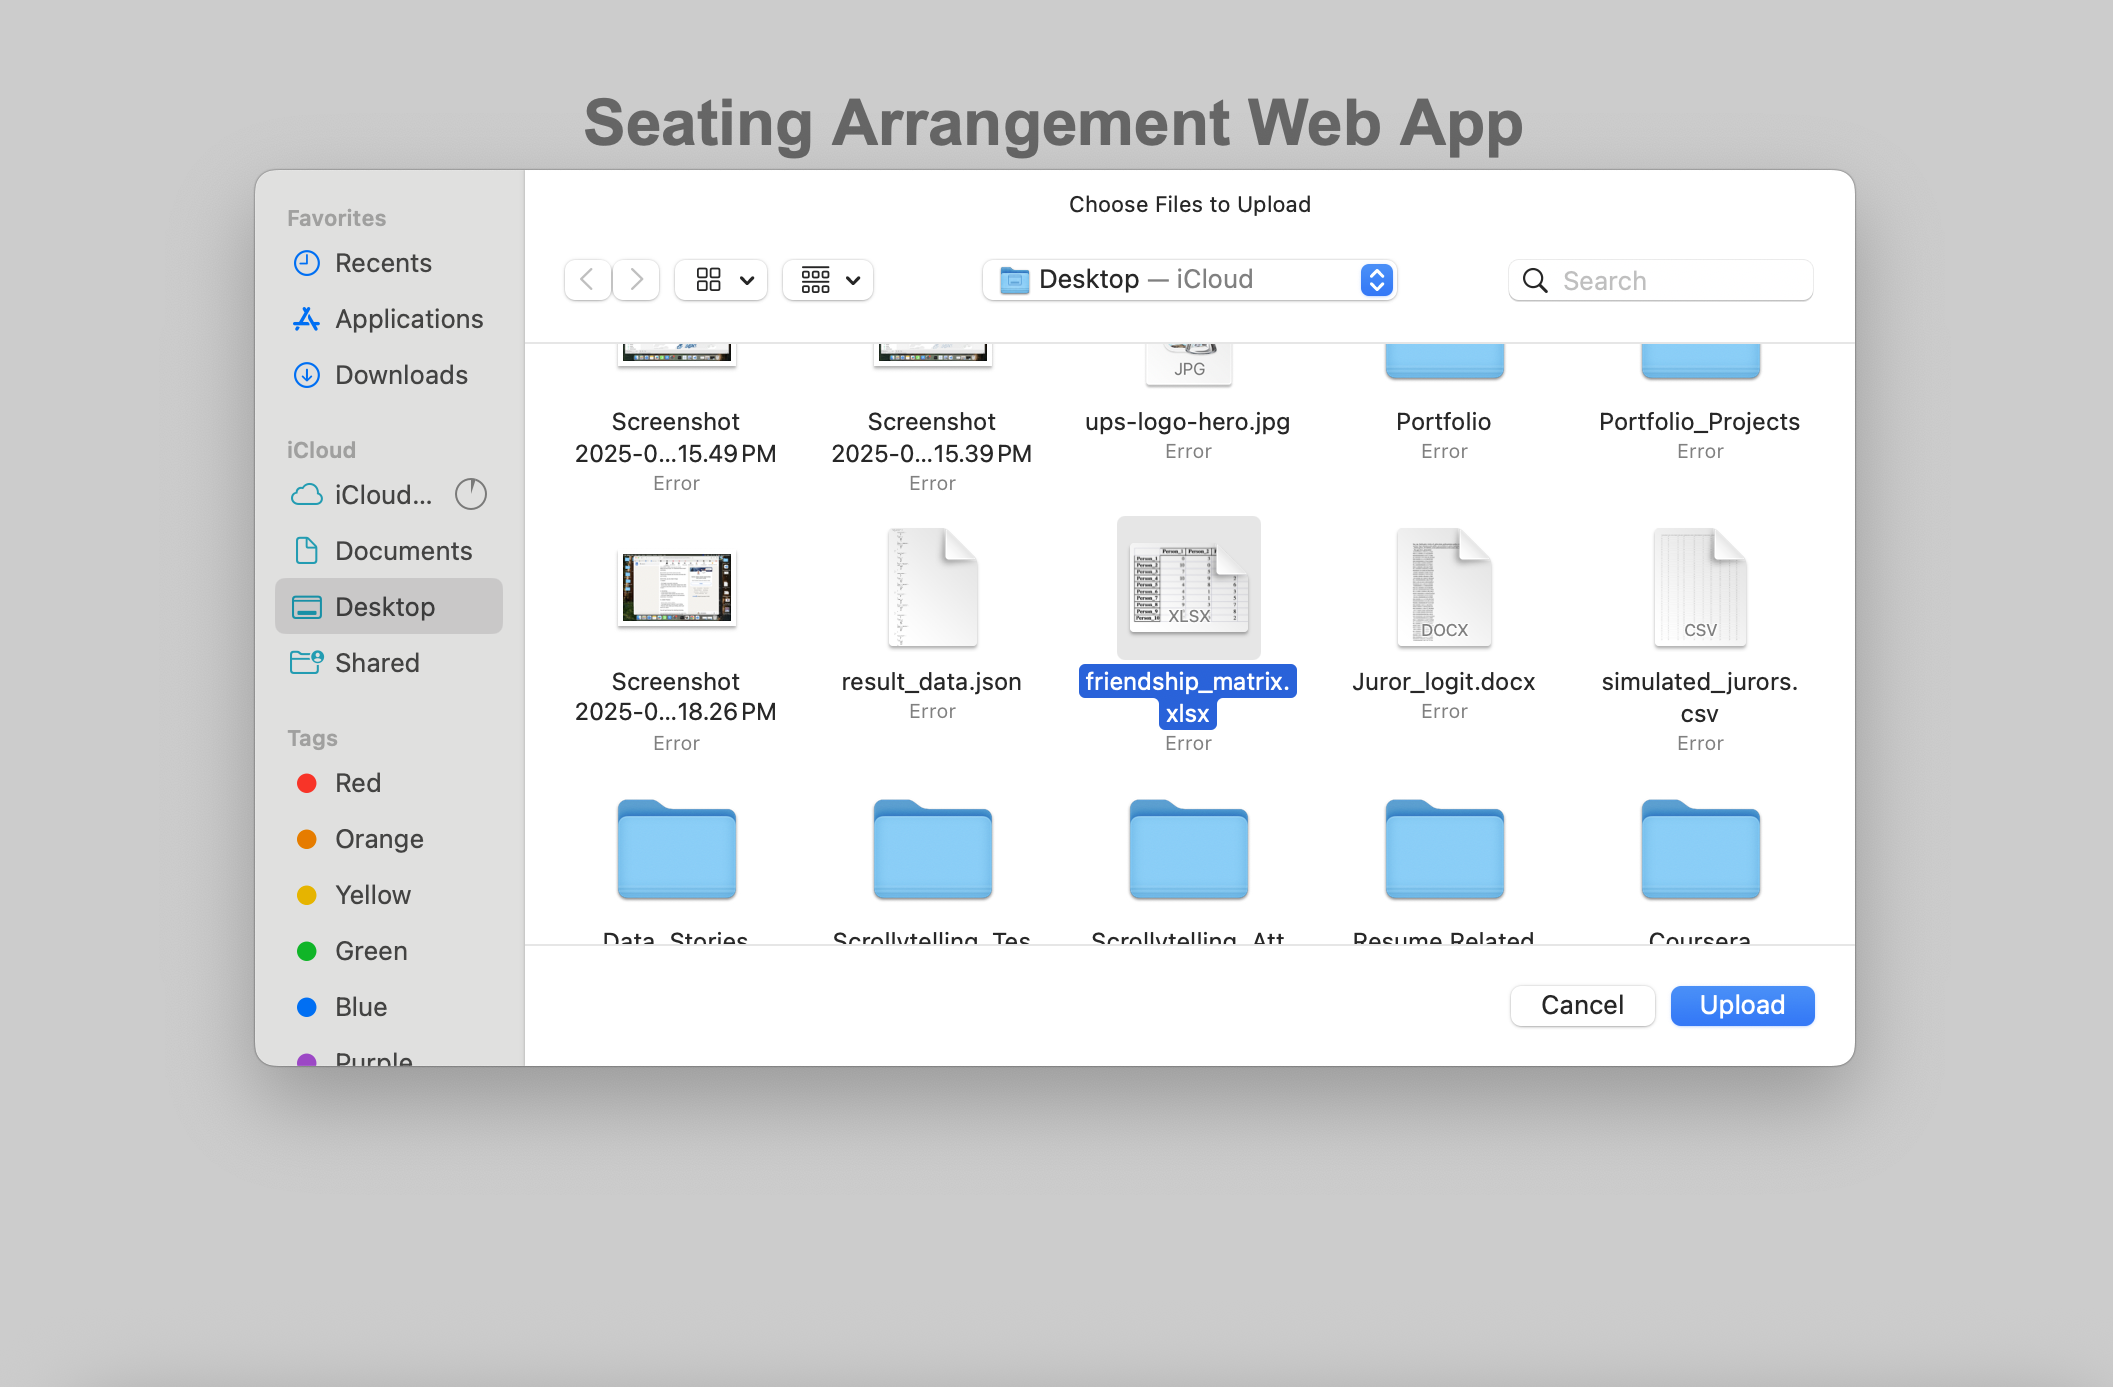 Seating Arrangement Web App
Choose Files to Upload
Favorites
Recents
Applications
Downloads
iCloud
iCloud...
Documents
Desktop
Shared
Tags
Red
Orange
Yellow
Green
Blue
Purple
Desktop — iCloud
Search
JPG
Screenshot
2025-0...15.49 PM
Error
Screenshot
2025-0...15.39 PM
Error
ups-logo-hero.jpg
Error
Portfolio
Error
Portfolio_Projects
Error
XLSX
DOCX
CSV
Screenshot
2025-0...18.26 PM
Error
result_data.json
Error
friendship_matrix.
xlsx
Error
Juror_logit.docx
Error
simulated_jurors.
csv
Error
Data_Stories
Scrollytelling_Tes
Scrollytelling_Att
Resume Related
Coursera
Cancel
Upload